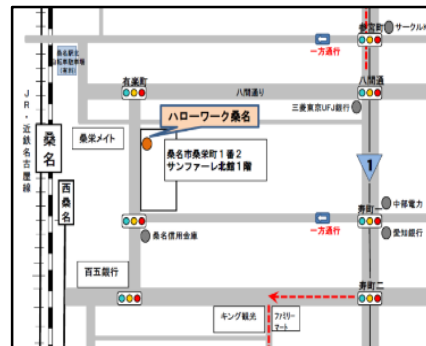 サークルK
一方通行
有楽町
八間通
八間通り
JR・近鉄名古屋線
三菱東京UFJ銀行
ハローワーク桑名
桑名
桑栄メイト
桑名市桑栄町1番2
サンファーレ北館1階
1
西桑名
中部電力
寿町一
一方通行
愛知銀行
桑名信用金庫
百五銀行
寿町二
キング観光
ファミリー
マート